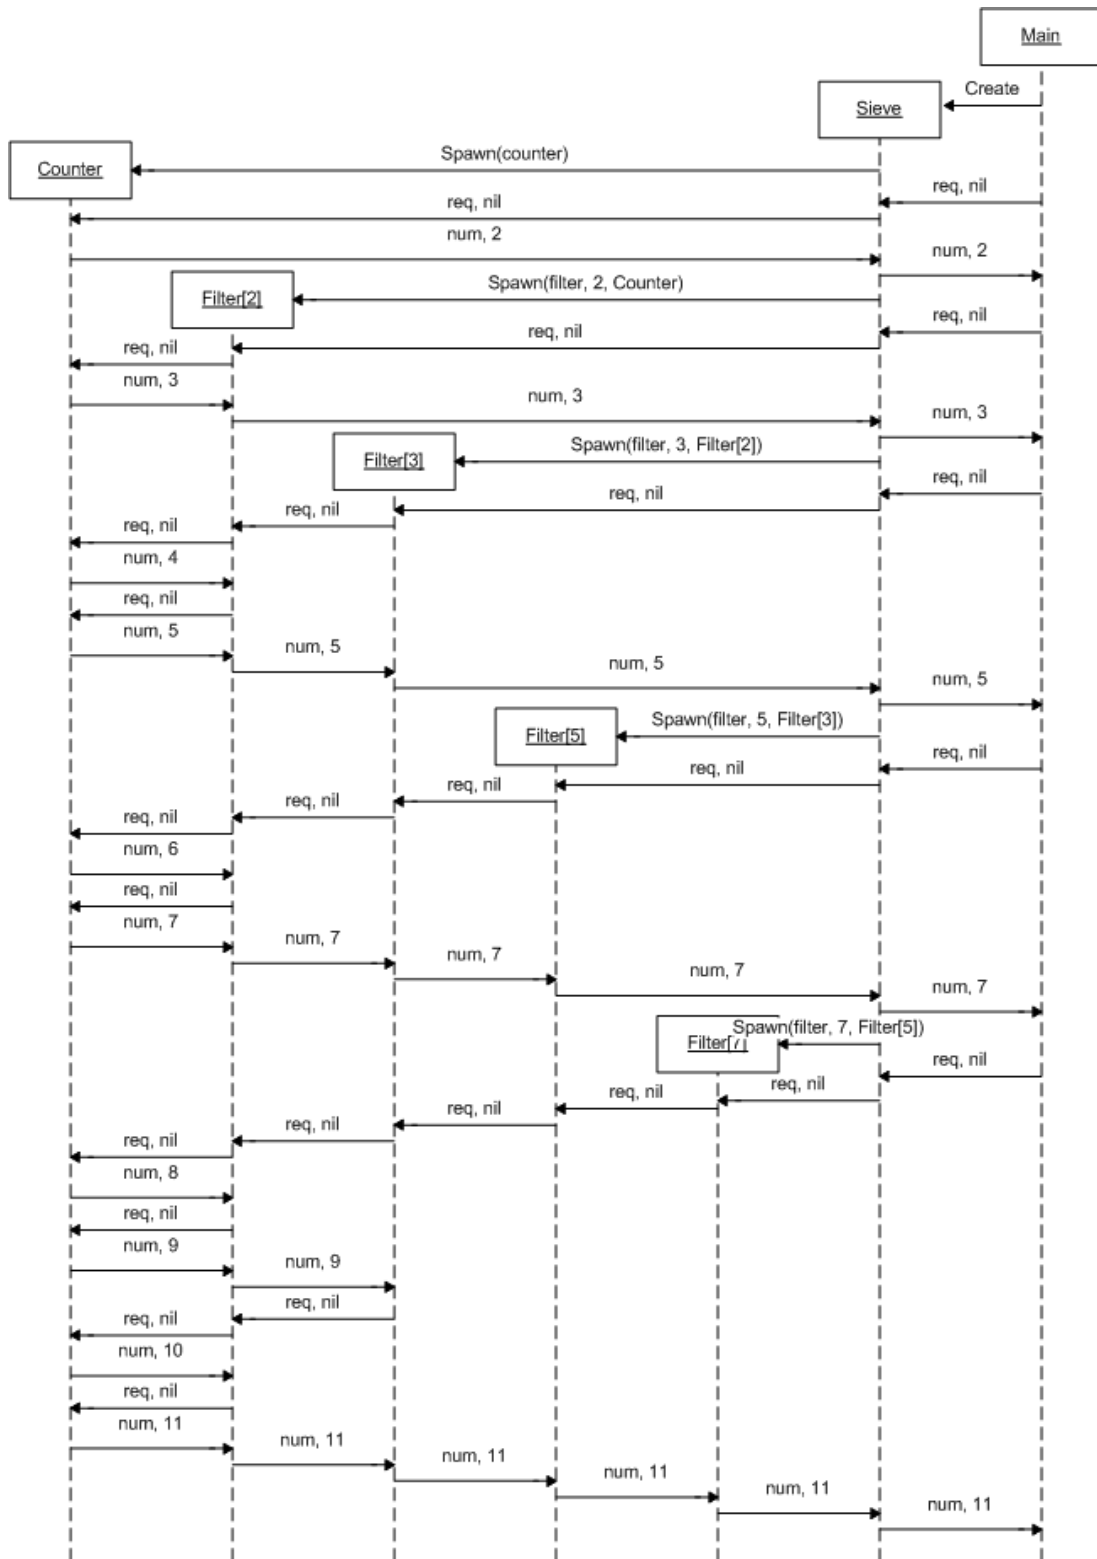 Main
Create
Sieve
Spawn(counter)
Counter
req, nil
req, nil
num, 2
num, 2
Spawn(filter, 2, Counter)
Filter[2]
req, nil
req, nil
req, nil
num, 3
num, 3
num, 3
Spawn(filter, 3, Filter[2])
Filter[3]
req, nil
req, nil
req, nil
req, nil
num, 4
req, nil
num, 5
num, 5
num, 5
num, 5
Spawn(filter, 5, Filter[3])
Filter[5]
req, nil
req, nil
req, nil
req, nil
req, nil
num, 6
req, nil
num, 7
num, 7
num, 7
num, 7
num, 7
Spawn(filter, 7, Filter[5])
Filter[7]
req, nil
req, nil
req, nil
req, nil
req, nil
req, nil
num, 8
req, nil
num, 9
num, 9
req, nil
req, nil
num, 10
req, nil
num, 11
num, 11
num, 11
num, 11
num, 11
num, 11